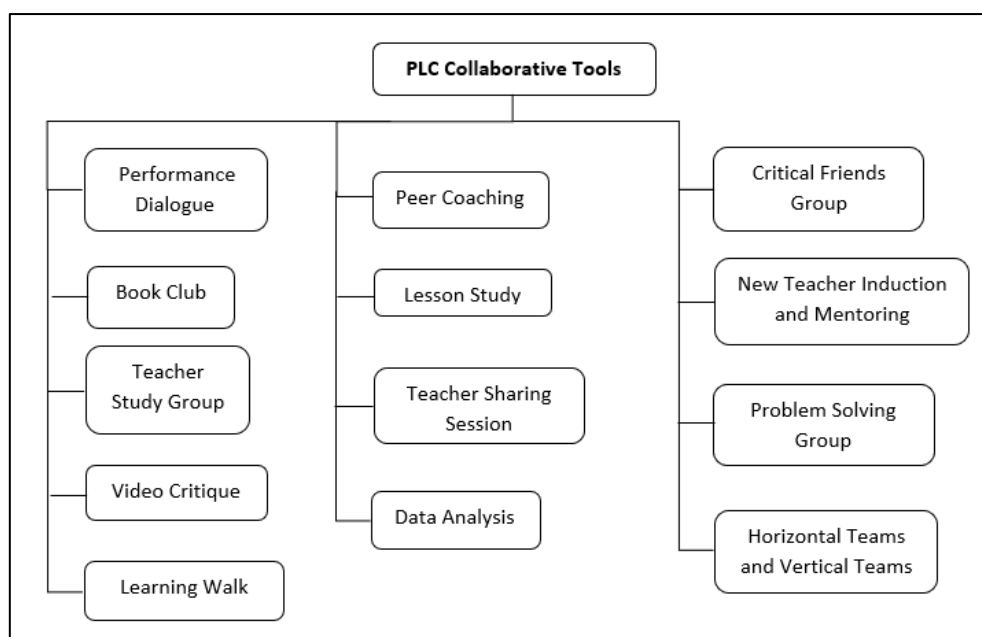 PLC Collaborative Tools
Performance
Dialogue
Book Club
Teacher
Study Group
Video Critique
Learning Walk
Peer Coaching
Lesson Study
Teacher Sharing
Session
Data Analysis
Critical Friends
Group
New Teacher Induction
and Mentoring
Problem Solving
Group
Horizontal Teams
and Vertical Teams